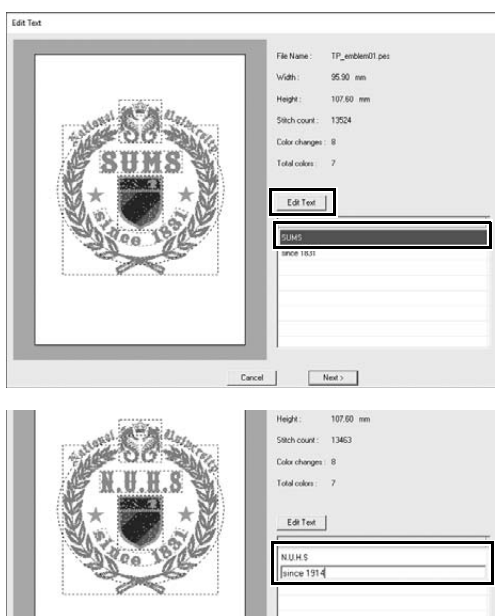 Edit Text
File Name : TP_emblem01.pes
Width : 95.90 mm
Height : 107.60 mm
Stitch count : 13524
Color changes : 8
Total colors : 7
Edit Text
SUMS
since 1831
National University
SUMS
since 1831
Cancel
Next >
Height : 107.60 mm
Stitch count : 13463
Color changes : 8
Total colors : 7
Edit Text
N.U.H.S
since 1914
National University
N.U.H.S
since 1831